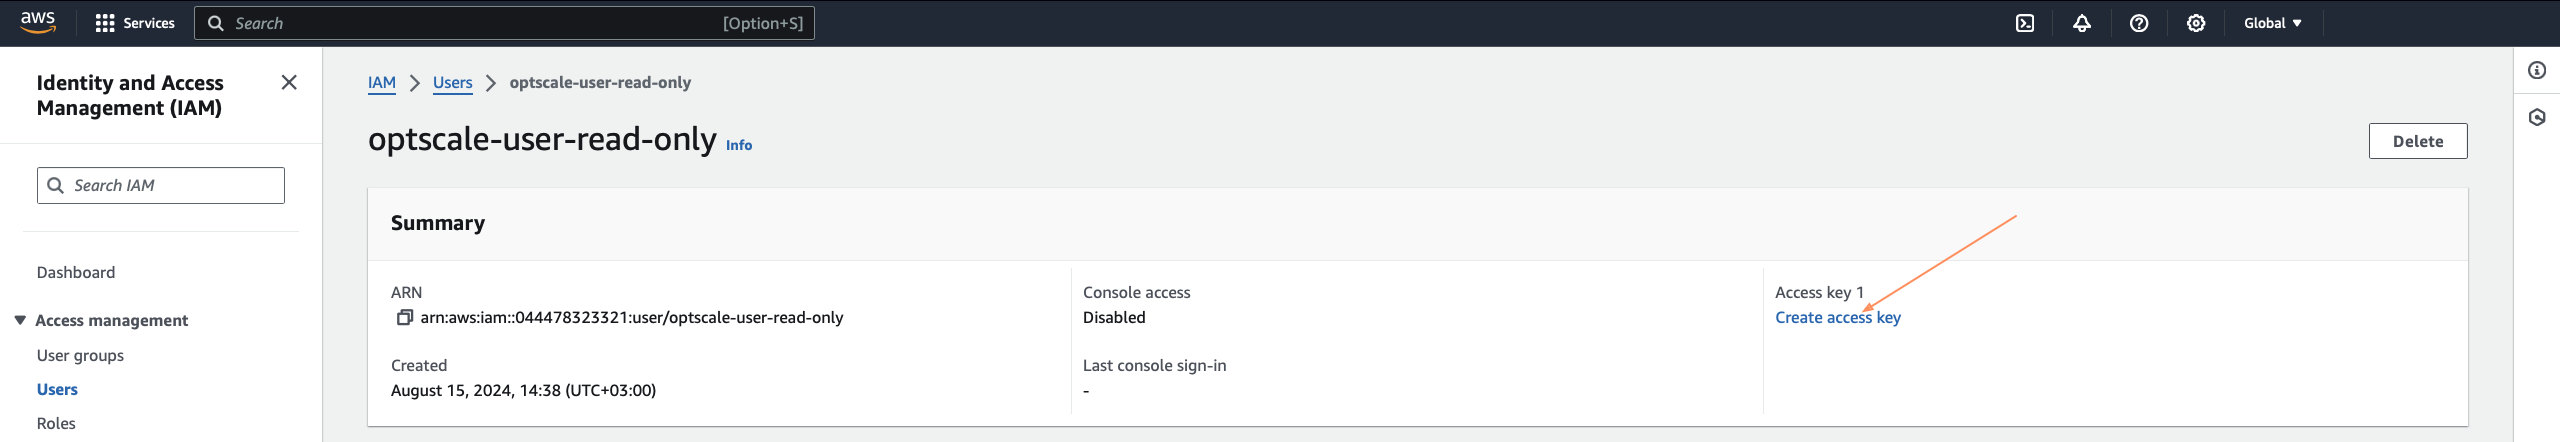 aws
Services
Search
[Option+S]
Global
Identity and Access
Management (IAM)
Search IAM
Dashboard
Access management
User groups
Users
Roles
IAM
Users
optscale-user-read-only
optscale-user-read-only
Info
Delete
Summary
ARN
arn:aws:iam::044478323321:user/optscale-user-read-only
Created
August 15, 2024, 14:38 (UTC+03:00)
Console access
Disabled
Last console sign-in
-
Access key 1
Create access key